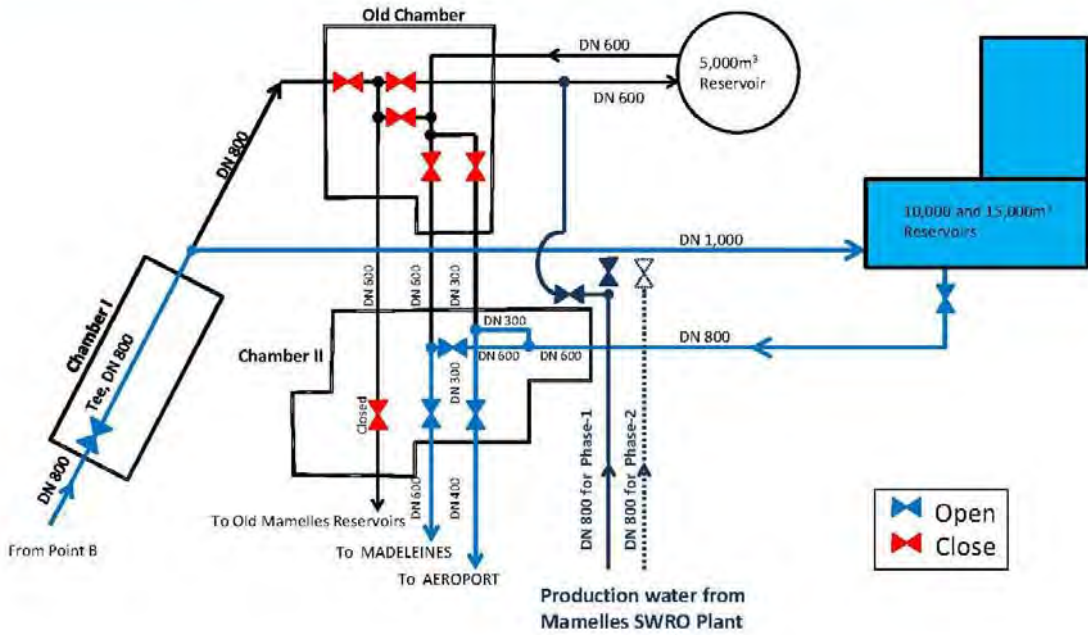 Old Chamber
DN 600
5,000m³
Reservoir
DN 600
DN 800
10,000 and 15,000m³
Reservoirs
DN 1,000
DN 600
DN 600
DN 300
Chamber I
Tee, DN 800
DN 300
DN 800
Chamber II
DN 600
DN 600
DN 300
Closed
DN 800
DN 600
DN 400
DN 800 for Phase-1
DN 800 for Phase-2
Open
Close
To Old Mamelles Reservoirs
From Point B
To MADELEINES
To AEROPORT
Production water from
Mamelles SWRO Plant